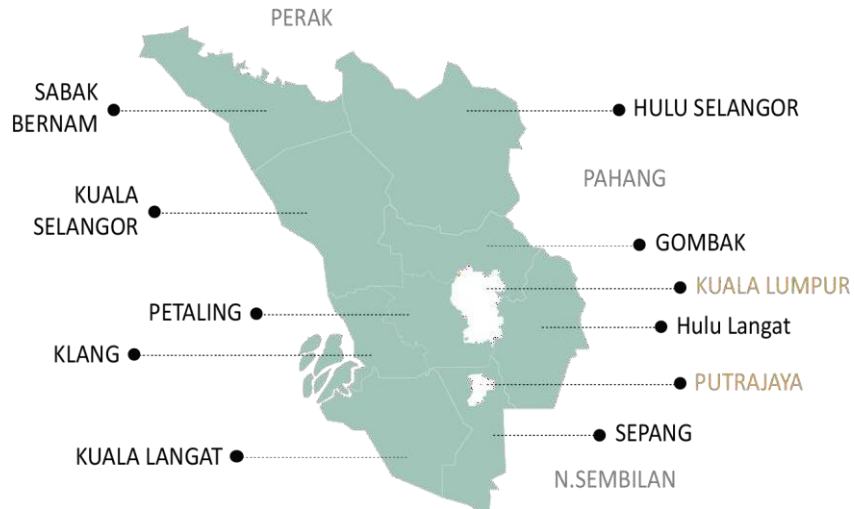 PERAK
SABAK
BERNAM
HULU SELANGOR
PAHANG
KUALA
SELANGOR
GOMBAK
KUALA LUMPUR
PETALING
Hulu Langat
KLANG
PUTRAJAYA
SEPANG
KUALA LANGAT
N.SEMBILAN